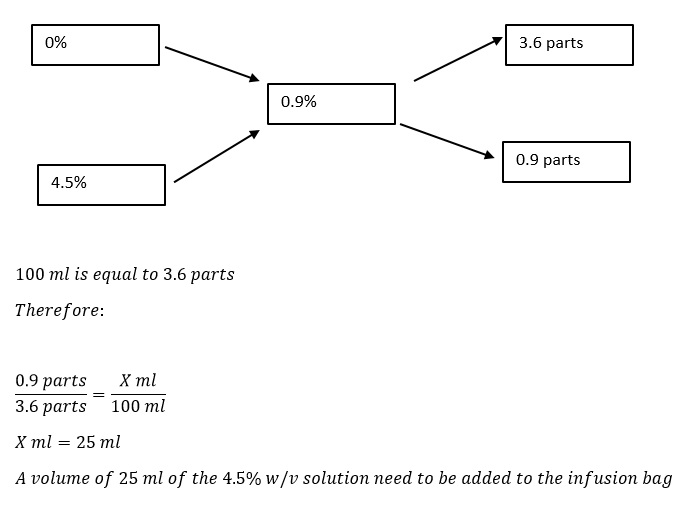 0%
3.6 parts
0.9%
0.9 parts
4.5%
100 ml is equal to 3.6 parts
Therefore:
0.9 parts / 3.6 parts = X ml / 100 ml
X ml = 25 ml
A volume of 25 ml of the 4.5% w/v solution need to be added to the infusion bag